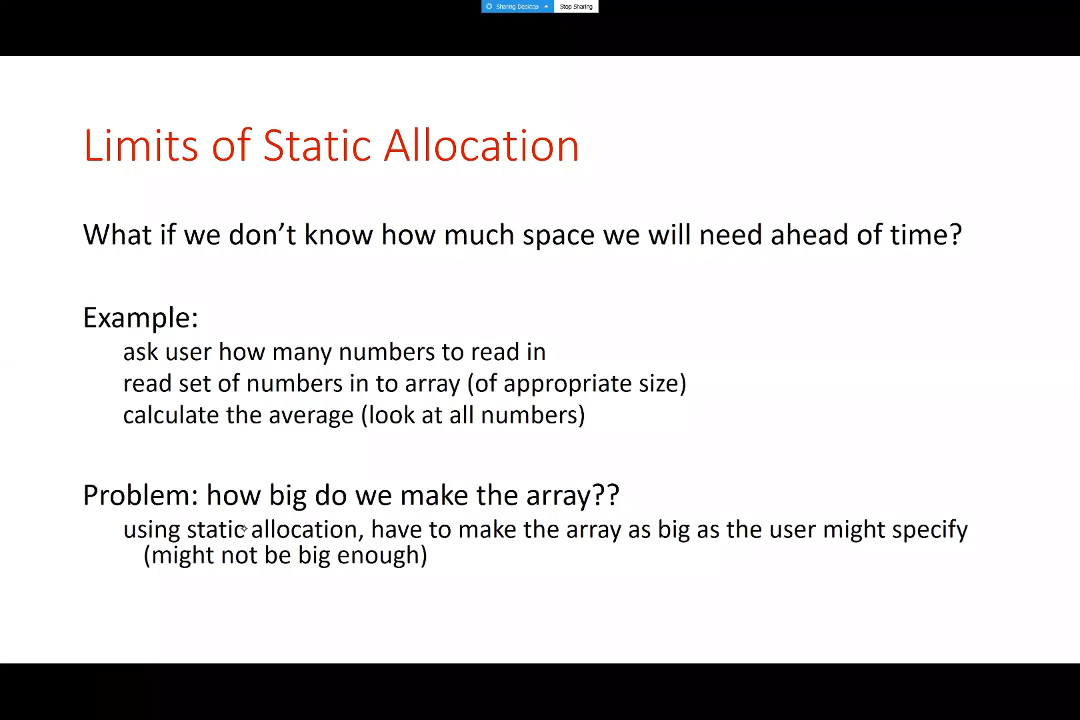 Sharing Desktop Stop Sharing
Limits of Static Allocation
What if we don't know how much space we will need ahead of time?
Example:
ask user how many numbers to read in
read set of numbers in to array (of appropriate size)
calculate the average (look at all numbers)
Problem: how big do we make the array??
using static allocation, have to make the array as big as the user might specify
(might not be big enough)